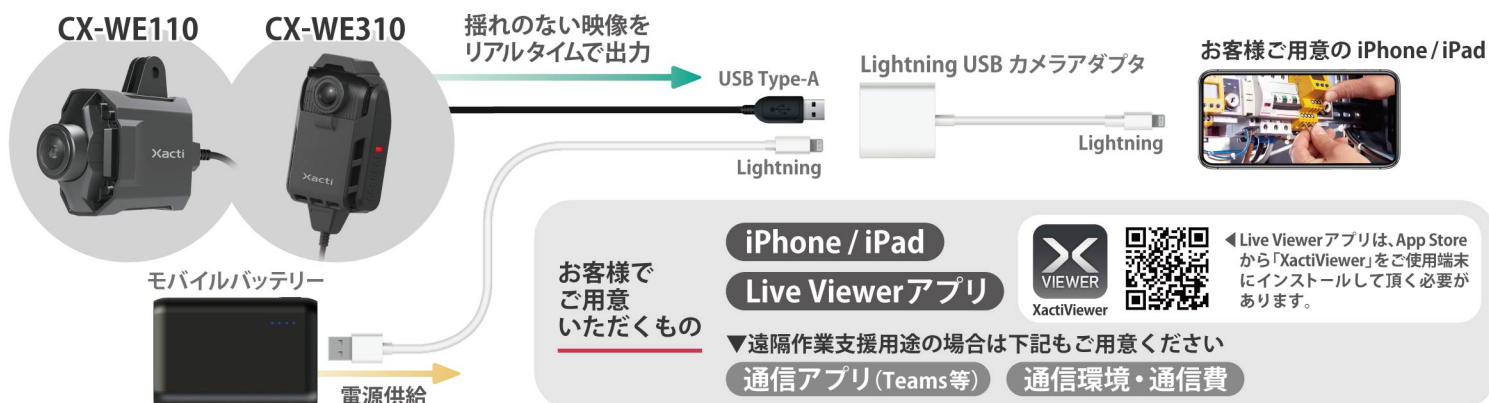 CX-WE110
CX-WE310
揺れのない映像を
リアルタイムで出力
USB Type-A
Lightning USB カメラアダプタ
お客様ご用意の iPhone / iPad
Xacti
Xacti
Lightning
Lightning
モバイルバッテリー
電源供給
お客様で
ご用意
いただくもの
iPhone / iPad
Live Viewerアプリ
VIEWER
XactiViewer
◀Live Viewerアプリは、App Store
から「XactiViewer」をご使用端末
にインストールして頂く必要が
あります。
▼遠隔作業支援用途の場合は下記もご用意ください
通信アプリ(Teams等)
通信環境・通信費